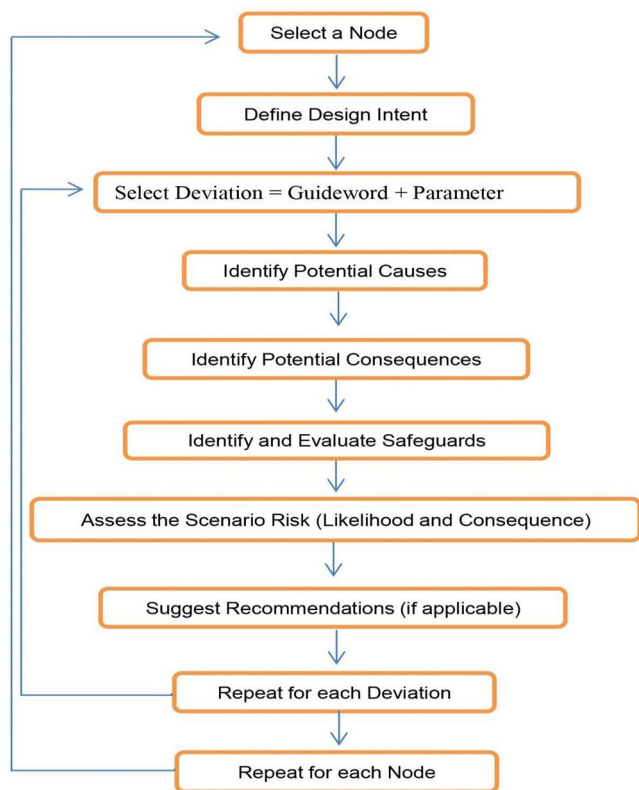 Select a Node
Define Design Intent
Select Deviation = Guideword + Parameter
Identify Potential Causes
Identify Potential Consequences
Identify and Evaluate Safeguards
Assess the Scenario Risk (Likelihood and Consequence)
Suggest Recommendations (if applicable)
Repeat for each Deviation
Repeat for each Node